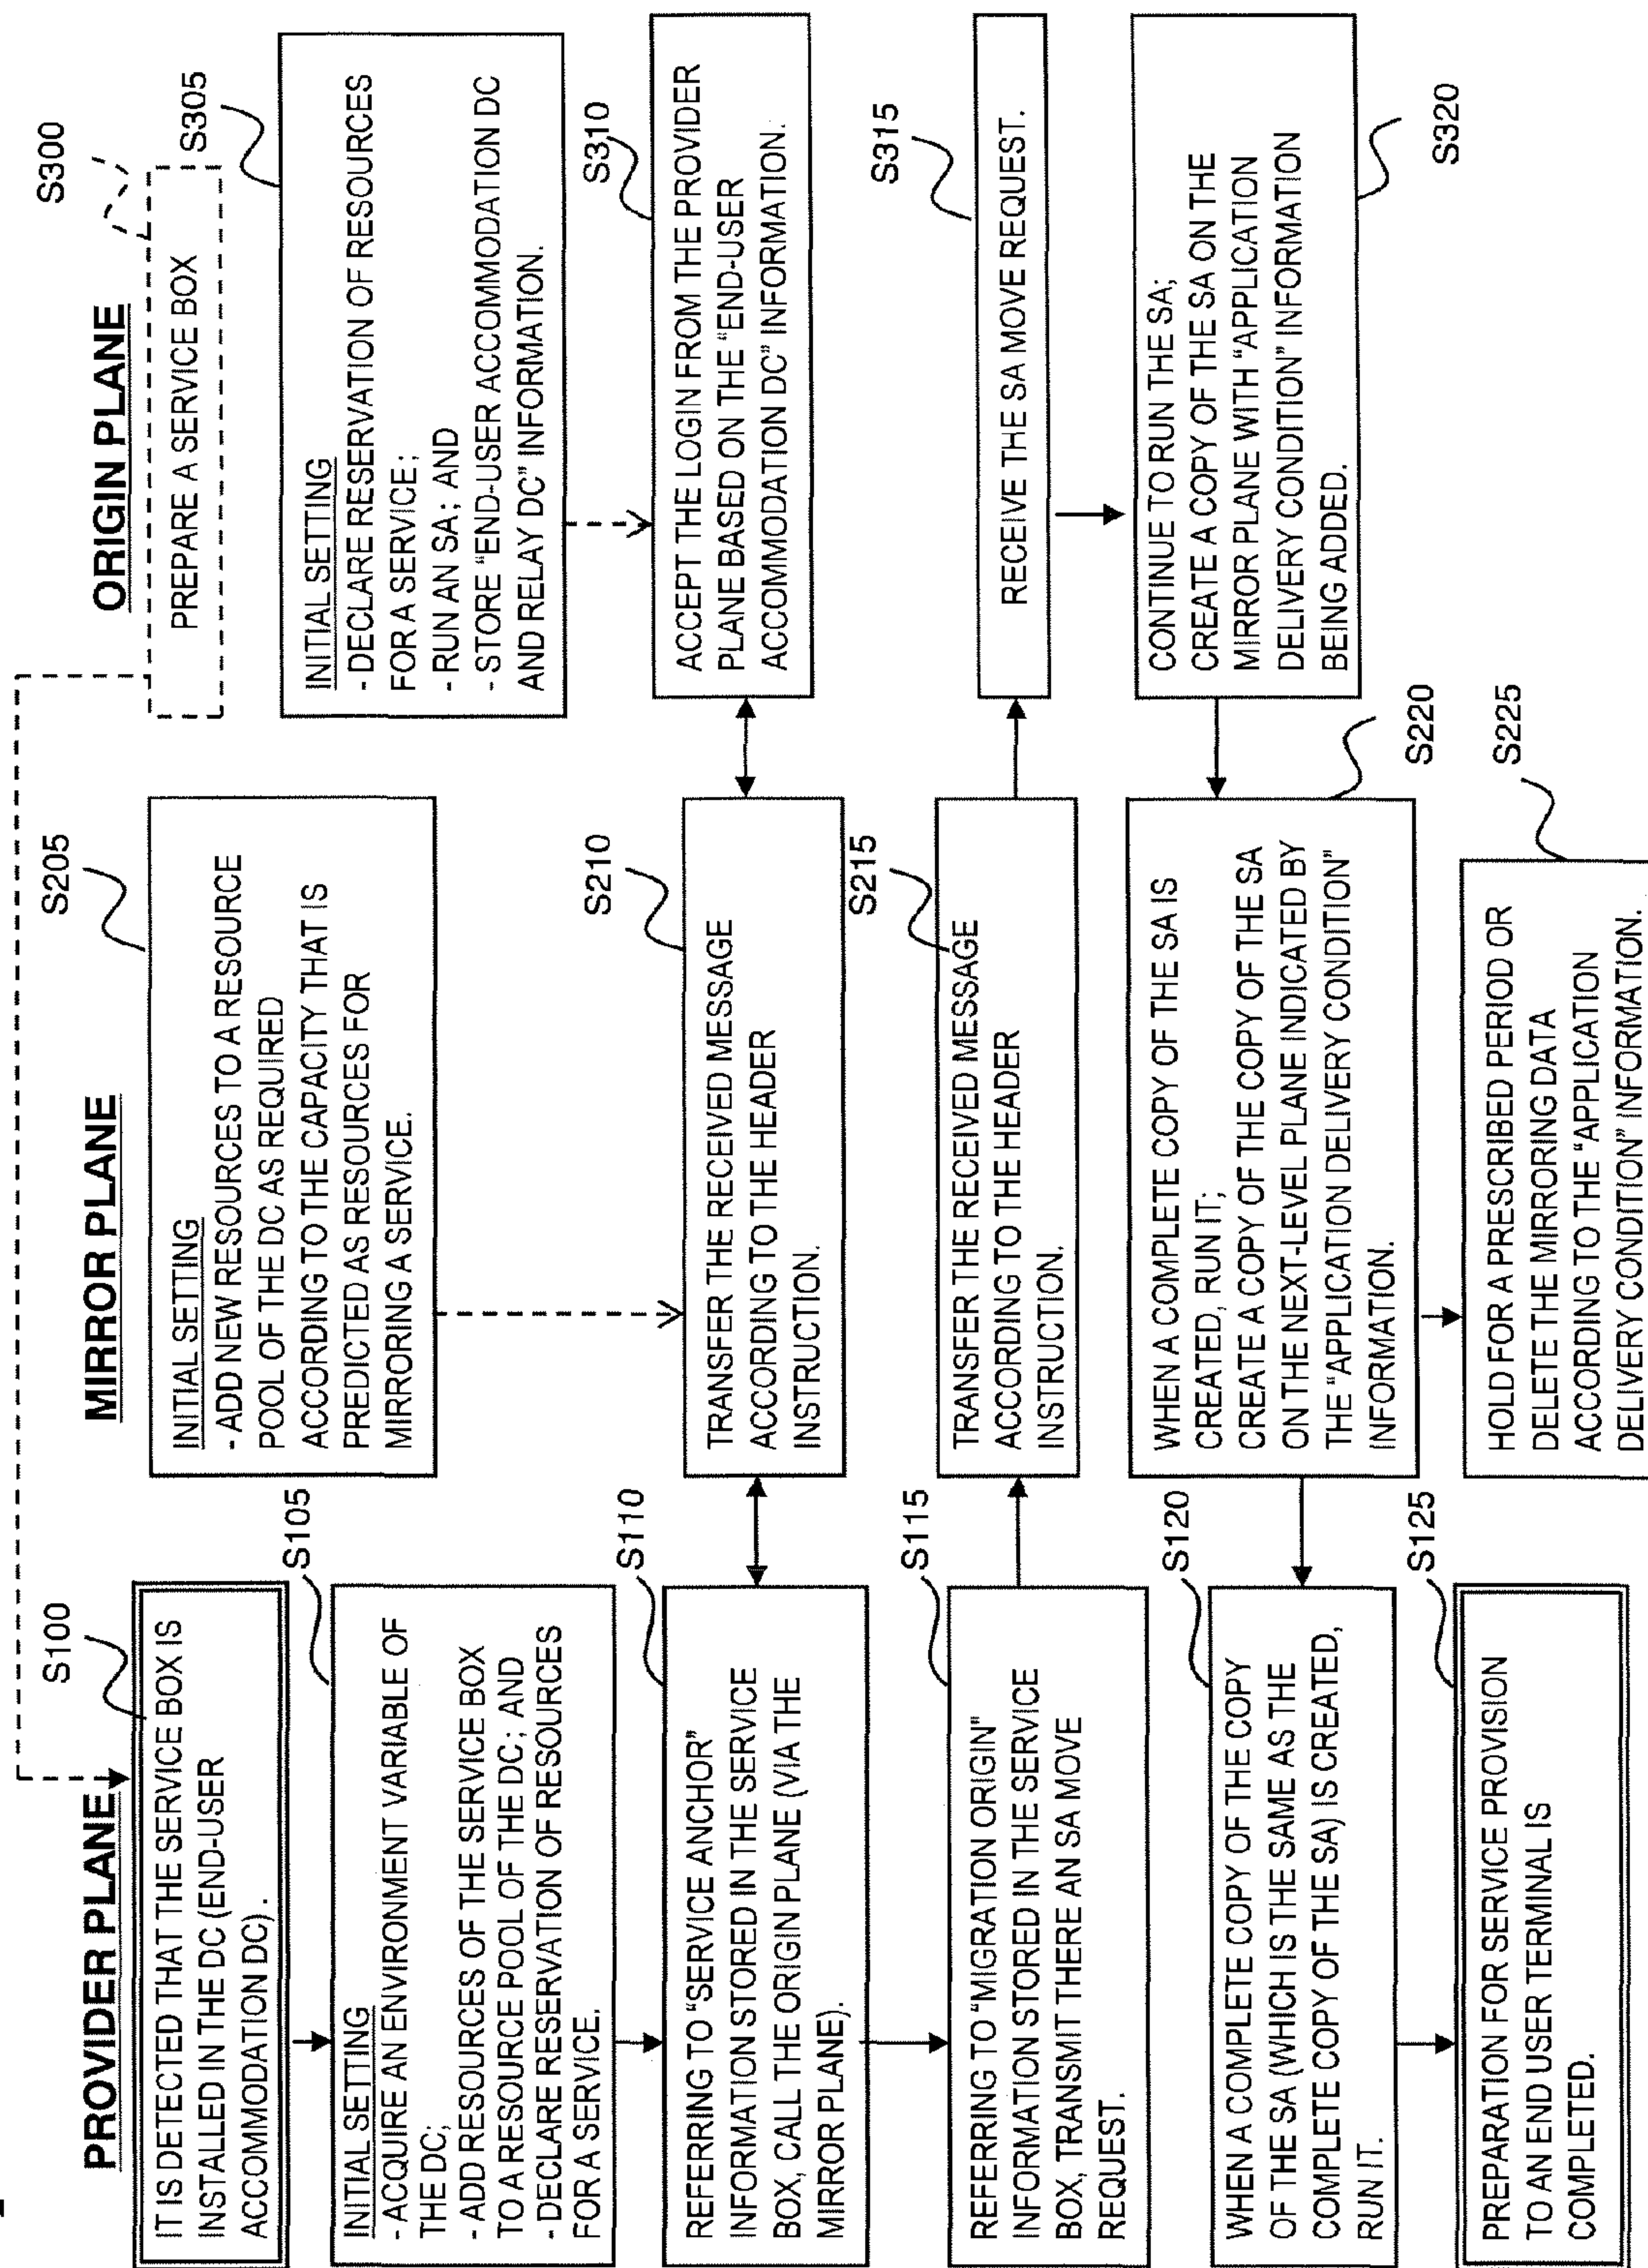 PROVIDER PLANE
S100
IT IS DETECTED THAT THE SERVICE BOX IS
INSTALLED IN THE DC (END-USER
ACCOMMODATION DC).
S105
INITIAL SETTING
- ACQUIRE AN ENVIRONMENT VARIABLE OF
THE DC;
- ADD RESOURCES OF THE SERVICE BOX
TO A RESOURCE POOL OF THE DC; AND
- DECLARE RESERVATION OF RESOURCES
FOR A SERVICE.
S110
REFERRING TO "SERVICE ANCHOR"
INFORMATION STORED IN THE SERVICE
BOX, CALL THE ORIGIN PLANE (VIA THE
MIRROR PLANE).
S115
REFERRING TO "MIGRATION ORIGIN"
INFORMATION STORED IN THE SERVICE
BOX, TRANSMIT THERE AN SA MOVE
REQUEST.
S120
WHEN A COMPLETE COPY OF THE COPY
OF THE SA (WHICH IS THE SAME AS THE
COMPLETE COPY OF THE SA) IS CREATED,
RUN IT.
S125
PREPARATION FOR SERVICE PROVISION
TO AN END USER TERMINAL IS
COMPLETED.
MIRROR PLANE
S205
INITIAL SETTING
- ADD NEW RESOURCES TO A RESOURCE
POOL OF THE DC AS REQUIRED
ACCORDING TO THE CAPACITY THAT IS
PREDICTED AS RESOURCES FOR
MIRRORING A SERVICE.
S210
TRANSFER THE RECEIVED MESSAGE
ACCORDING TO THE HEADER
INSTRUCTION.
S215
TRANSFER THE RECEIVED MESSAGE
ACCORDING TO THE HEADER
INSTRUCTION.
S220
WHEN A COMPLETE COPY OF THE SA IS
CREATED, RUN IT;
CREATE A COPY OF THE COPY OF THE SA
ON THE NEXT-LEVEL PLANE INDICATED BY
THE "APPLICATION DELIVERY CONDITION"
INFORMATION.
S225
HOLD FOR A PRESCRIBED PERIOD OR
DELETE THE MIRRORING DATA
ACCORDING TO THE "APPLICATION
DELIVERY CONDITION" INFORMATION.
ORIGIN PLANE
S300
PREPARE A SERVICE BOX
S305
INITIAL SETTING
- DECLARE RESERVATION OF RESOURCES
FOR A SERVICE;
- RUN AN SA; AND
- STORE "END-USER ACCOMMODATION DC
AND RELAY DC" INFORMATION.
S310
ACCEPT THE LOGIN FROM THE PROVIDER
PLANE BASED ON THE "END-USER
ACCOMMODATION DC" INFORMATION.
S315
RECEIVE THE SA MOVE REQUEST.
S320
CONTINUE TO RUN THE SA;
CREATE A COPY OF THE SA ON THE
MIRROR PLANE WITH "APPLICATION
DELIVERY CONDITION" INFORMATION
BEING ADDED.